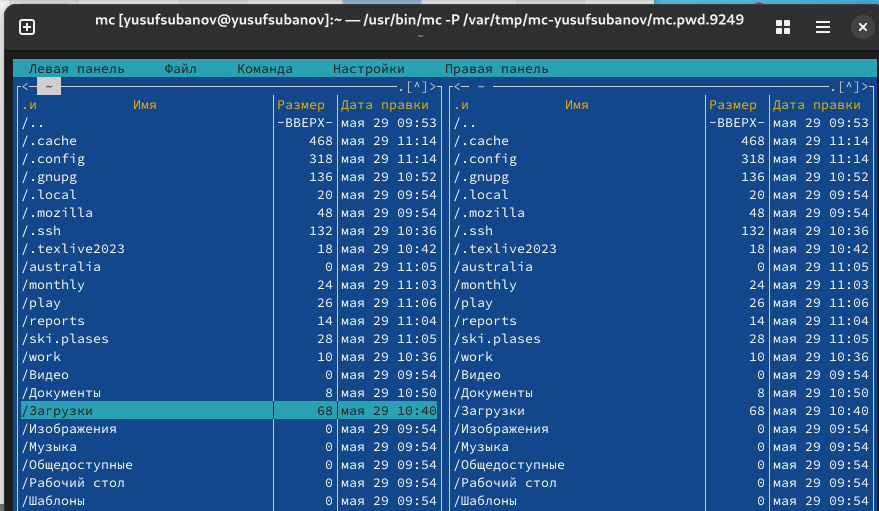 mc [yusufsubanov@yusufsubanov]:~ — /usr/bin/mc -P /var/tmp/mc-yusufsubanov/mc.pwd.9249
~
Левая панель Файл Команда Настройки Правая панель
<— ~ .[^]> <— ~ .[^]>
.и Имя Размер Дата правки .и Имя Размер Дата правки
/.. -ВВЕРХ- мая 29 09:53 /.. -ВВЕРХ- мая 29 09:53
/.cache 468 мая 29 11:14 /.cache 468 мая 29 11:14
/.config 318 мая 29 11:14 /.config 318 мая 29 11:14
/.gnupg 136 мая 29 10:52 /.gnupg 136 мая 29 10:52
/.local 20 мая 29 09:54 /.local 20 мая 29 09:54
/.mozilla 48 мая 29 09:54 /.mozilla 48 мая 29 09:54
/.ssh 132 мая 29 10:36 /.ssh 132 мая 29 10:36
/.texlive2023 18 мая 29 10:42 /.texlive2023 18 мая 29 10:42
/australia 0 мая 29 11:05 /australia 0 мая 29 11:05
/monthly 24 мая 29 11:03 /monthly 24 мая 29 11:03
/play 26 мая 29 11:06 /play 26 мая 29 11:06
/reports 14 мая 29 11:04 /reports 14 мая 29 11:04
/ski.plases 28 мая 29 11:05 /ski.plases 28 мая 29 11:05
/work 10 мая 29 10:36 /work 10 мая 29 10:36
/Видео 0 мая 29 09:54 /Видео 0 мая 29 09:54
/Документы 8 мая 29 10:50 /Документы 8 мая 29 10:50
/Загрузки 68 мая 29 10:40 /Загрузки 68 мая 29 10:40
/Изображения 0 мая 29 09:54 /Изображения 0 мая 29 09:54
/Музыка 0 мая 29 09:54 /Музыка 0 мая 29 09:54
/Общедоступные 0 мая 29 09:54 /Общедоступные 0 мая 29 09:54
/Рабочий стол 0 мая 29 09:54 /Рабочий стол 0 мая 29 09:54
/Шаблоны 0 мая 29 09:54 /Шаблоны 0 мая 29 09:54